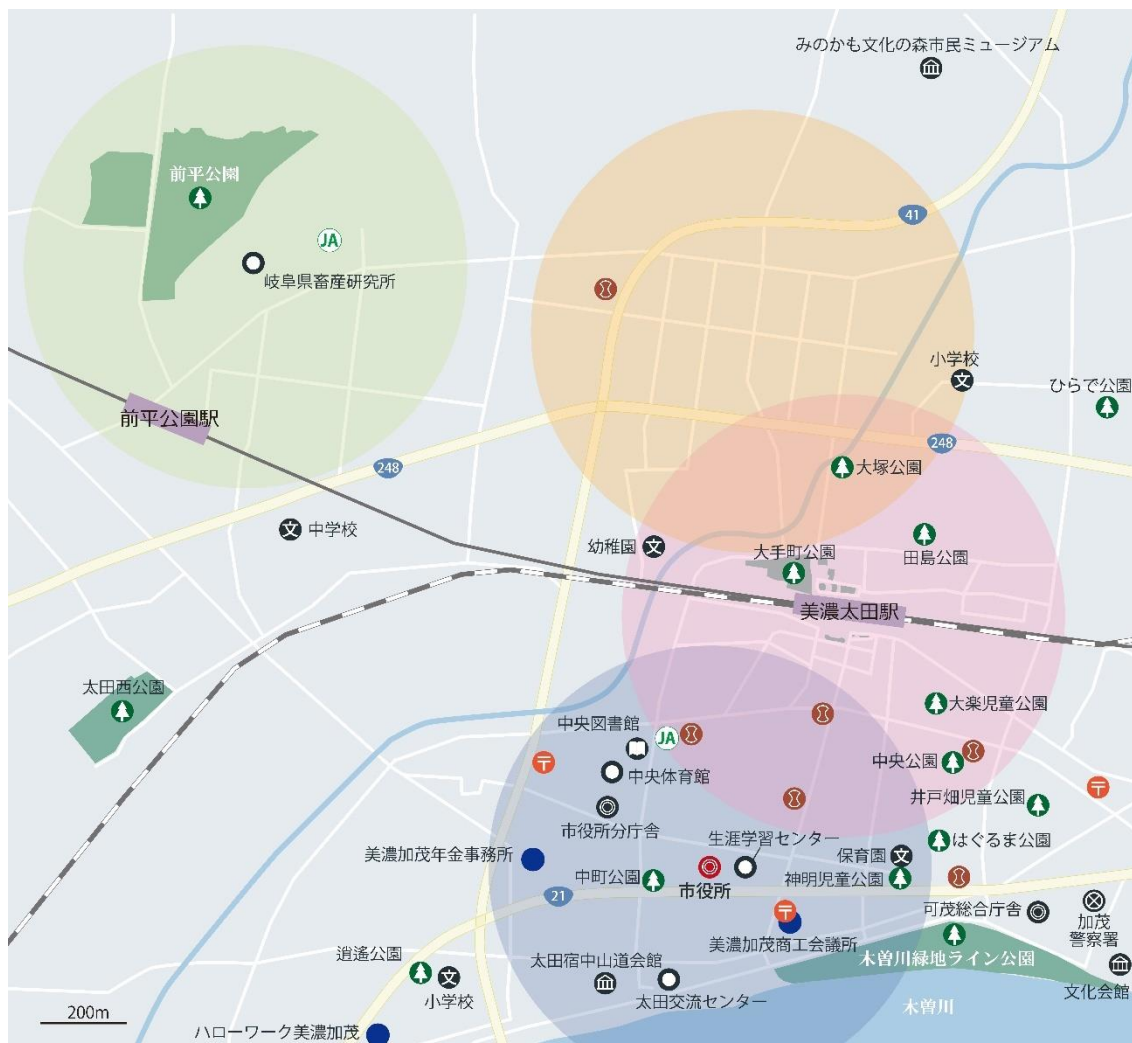 みのかも文化の森市民ミュージアム
前平公園
JA
岐阜県畜産研究所
41
小学校
文
ひらで公園
前平公園駅
248
248
大塚公園
文
中学校
幼稚園
文
大手町公園
田島公園
美濃太田駅
太田西公園
大楽児童公園
中央図書館
JA
〒
中央体育館
中央公園
〒
井戸畑児童公園
市役所分庁舎
生涯学習センター
はぐるま公園
美濃加茂年金事務所
保育園
文
中町公園
市役所
神明児童公園
21
〒
可茂総合庁舎
加茂
警察署
美濃加茂商工会議所
逍遙公園
文
小学校
太田宿中山道会館
太田交流センター
木曽川緑地ライン公園
文化会館
木曽川
200m
ハローワーク美濃加茂